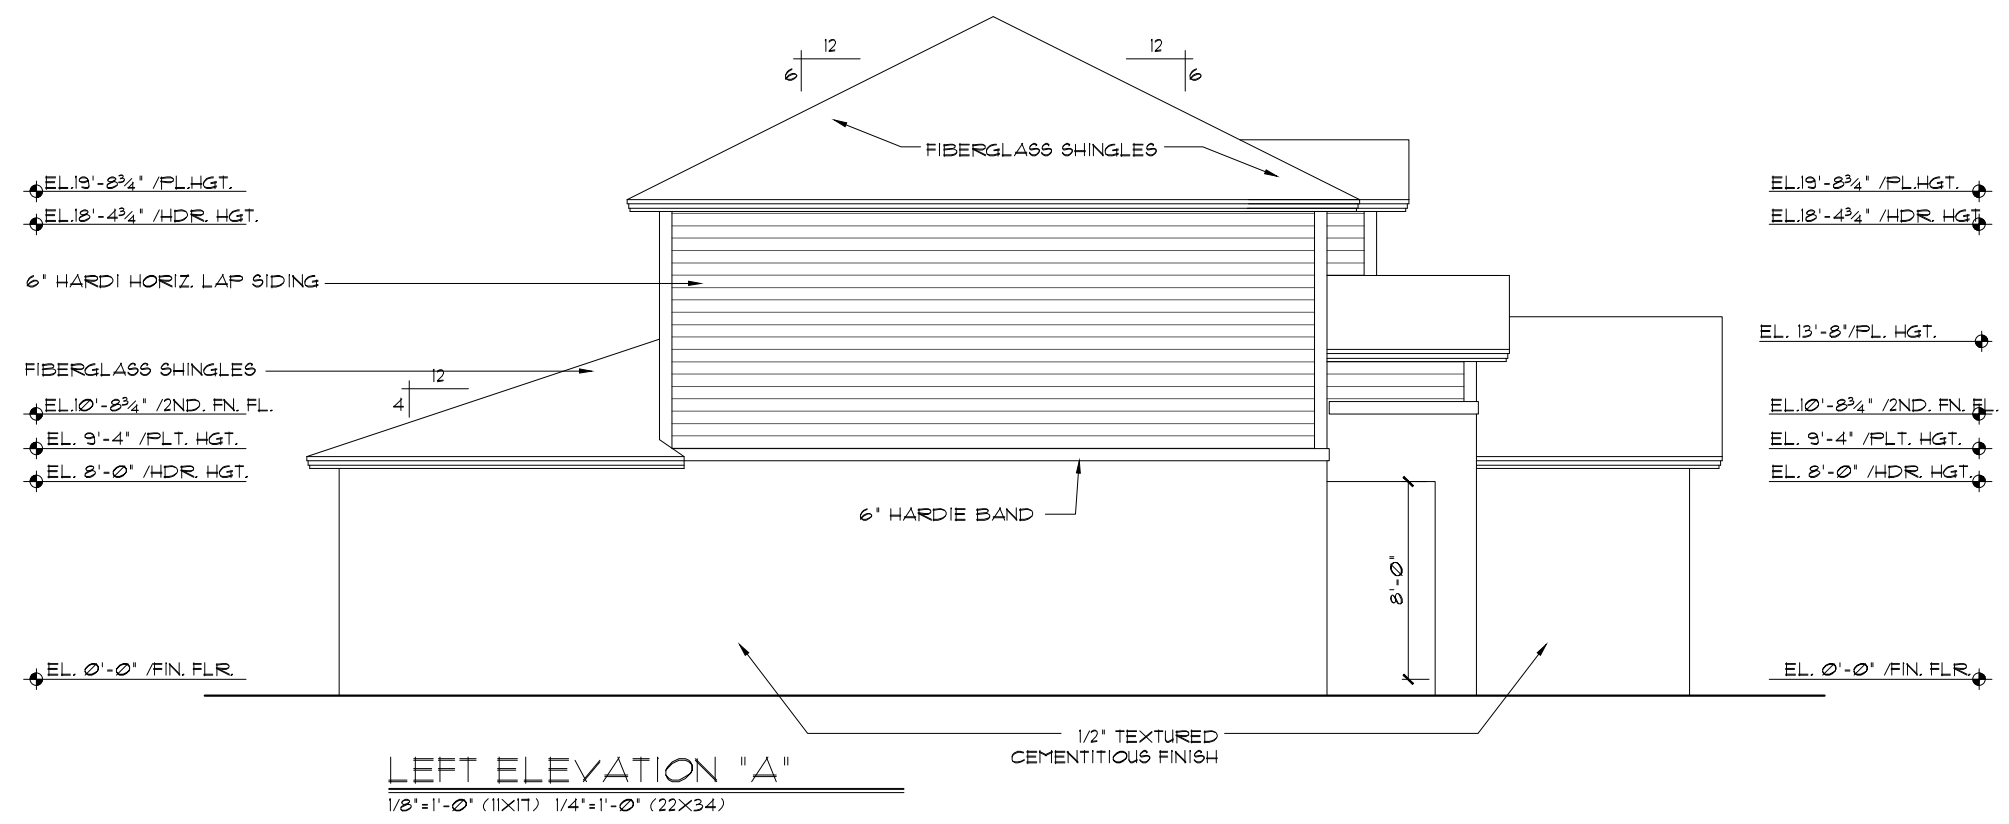 12
6
12
6
FIBERGLASS SHINGLES
EL.19'-8¾" /PL.HGT.
EL.18'-4¾" /HDR. HGT.
EL.19'-8¾" /PL.HGT.
EL.18'-4¾" /HDR. HGT.
6" HARDI HORIZ. LAP SIDING
EL. 13'-8"/PL. HGT.
FIBERGLASS SHINGLES
12
4
EL.10'-8¾" /2ND. FN. FL.
EL. 9'-4" /PLT. HGT.
EL. 8'-0" /HDR. HGT.
EL.10'-8¾" /2ND. FN. FL.
EL. 9'-4" /PLT. HGT.
EL. 8'-0" /HDR. HGT.
6" HARDIE BAND
8'-0"
EL. 0'-0" /FIN. FLR.
EL. 0'-0" /FIN. FLR.
1/2" TEXTURED
CEMENTITIOUS FINISH
LEFT ELEVATION "A"
1/8"=1'-0" (11X17) 1/4"=1'-0" (22X34)